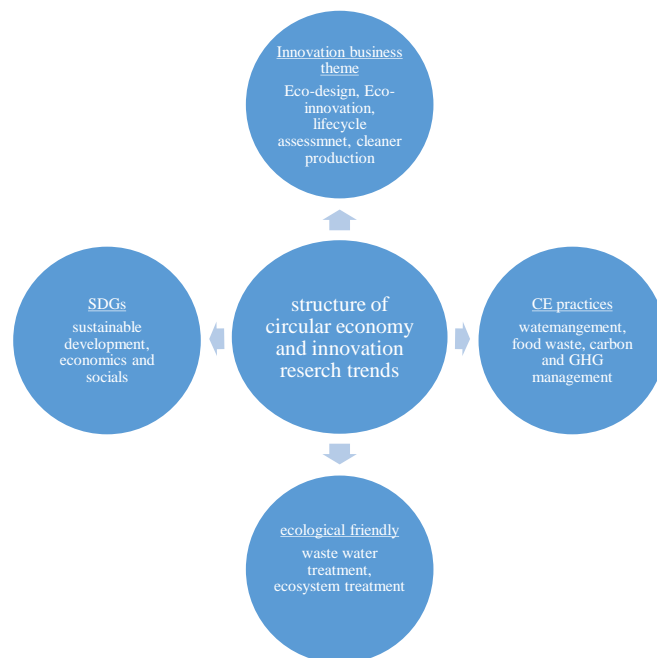 Innovation business
theme
Eco-design, Eco-
innovation,
lifecycle
assessmnet, cleaner
production
SDGs
sustainable
development,
economics and
socials
structure of
circular economy
and innovation
reserch trends
CE practices
watemangement,
food waste, carbon
and GHG
management
ecological friendly
waste water
treatment,
ecosystem treatment